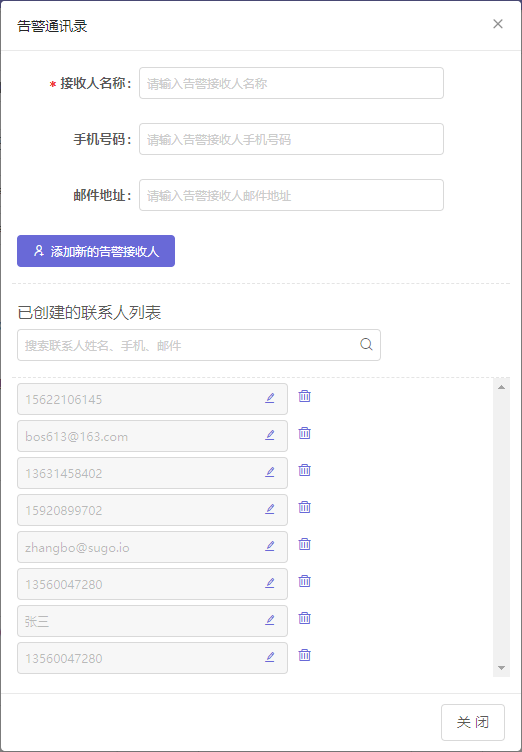 告警通讯录
* 接收人名称：
请输入告警接收人名称
手机号码：
请输入告警接收人手机号码
邮件地址：
请输入告警接收人邮件地址
添加新的告警接收人
已创建的联系人列表
搜索联系人姓名、手机、邮件
15622106145
bos613@163.com
13631458402
15920899702
zhangbo@sugo.io
13560047280
张三
13560047280
关 闭